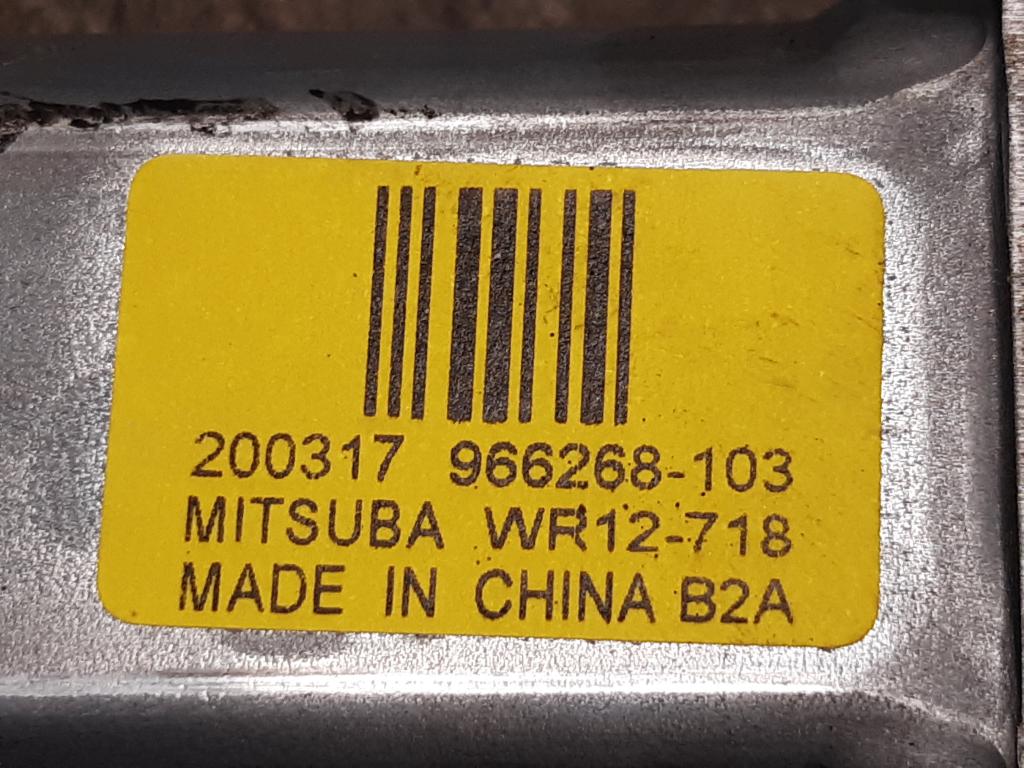 200317 966268-103
MITSUBA WR12-718
MADE IN CHINA B2A